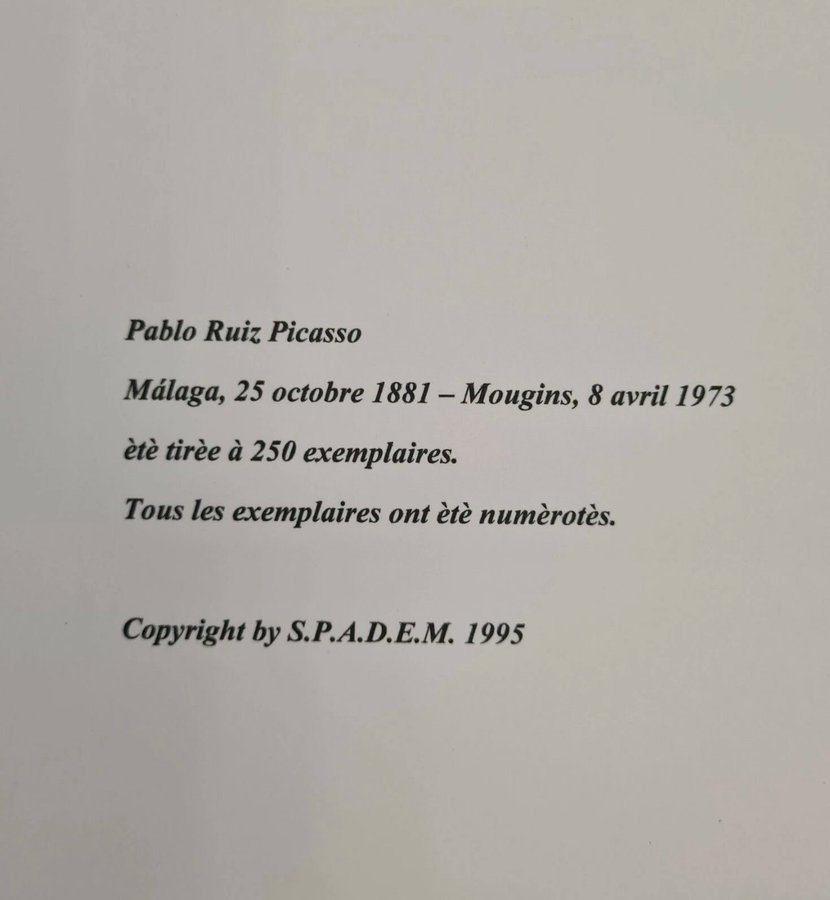 Pablo Ruiz Picasso
Málaga, 25 octobre 1881 – Mougins, 8 avril 1973
ètè tirèe à 250 exemplaires.
Tous les exemplaires ont ètè numèrotès.
Copyright by S.P.A.D.E.M. 1995